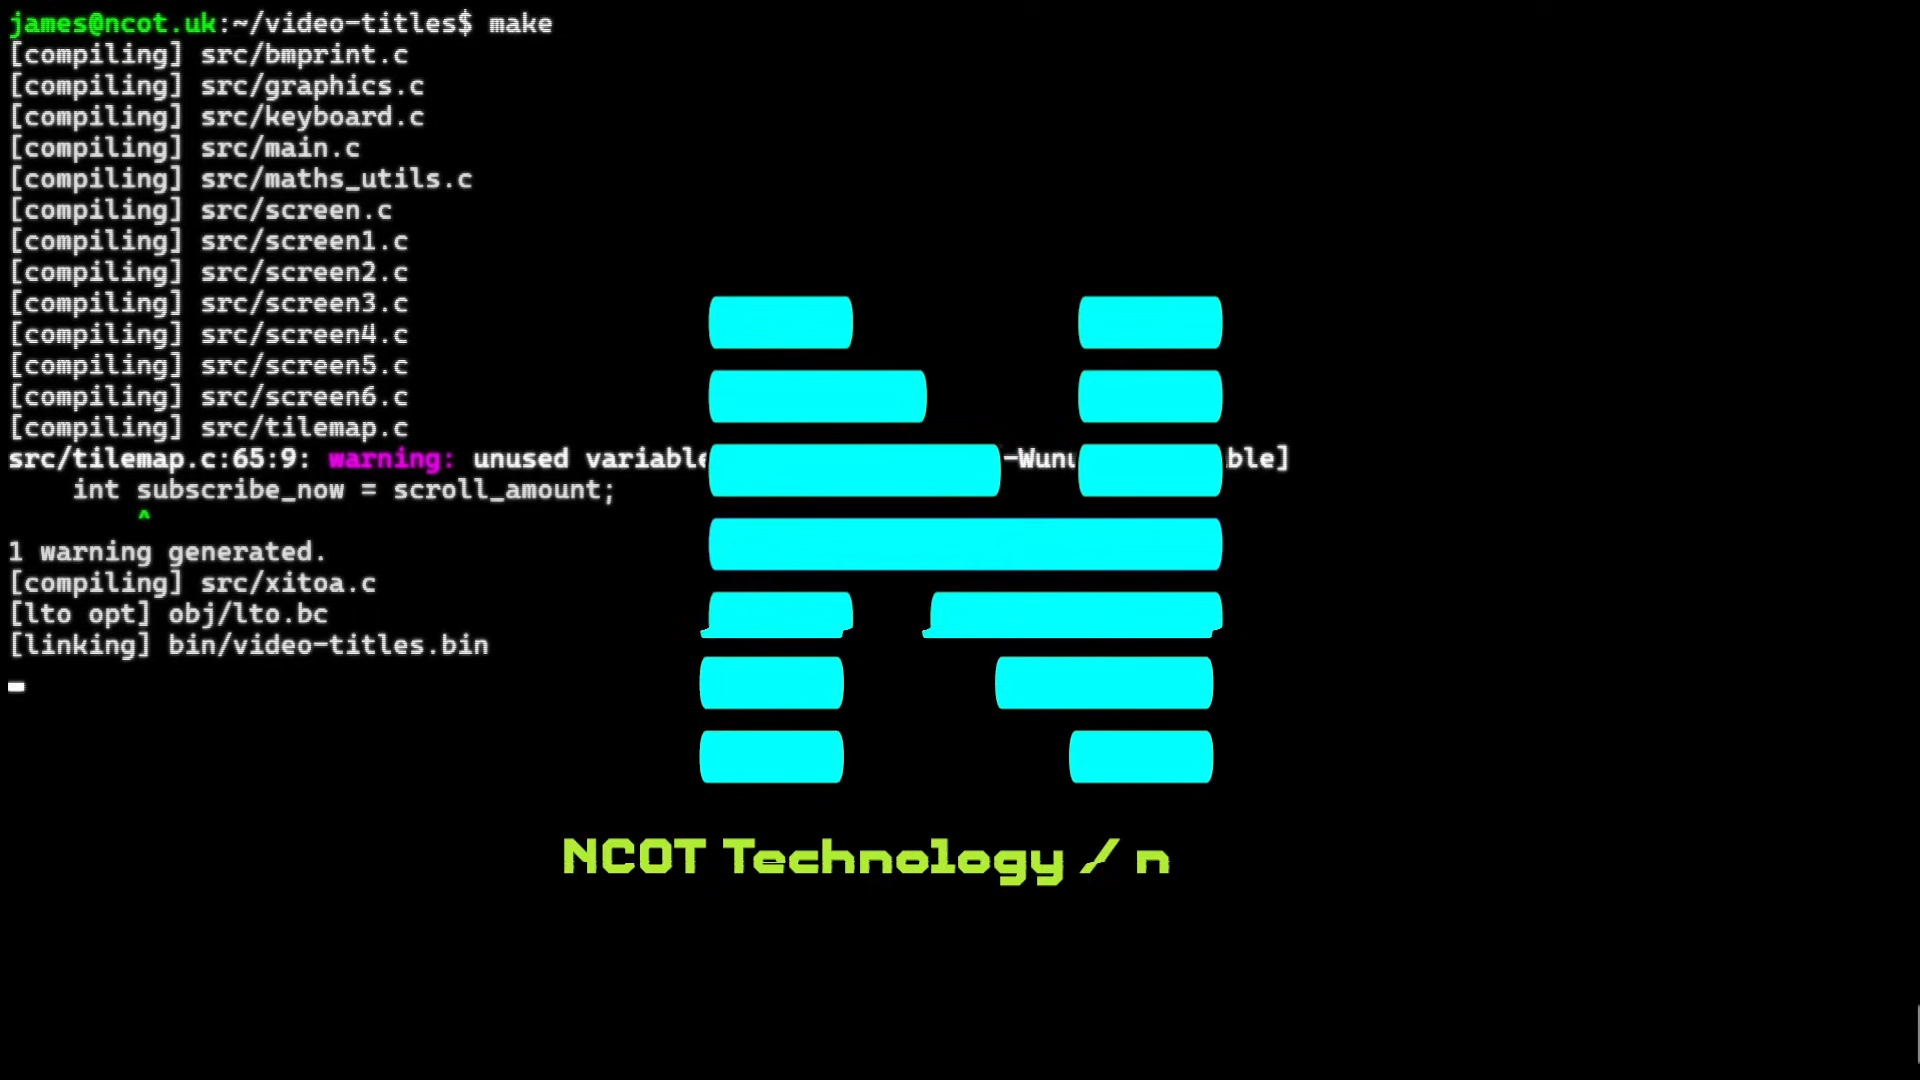 james@ncot.uk:~/video-titles$ make
[compiling] src/bmprint.c
[compiling] src/graphics.c
[compiling] src/keyboard.c
[compiling] src/main.c
[compiling] src/maths_utils.c
[compiling] src/screen.c
[compiling] src/screen1.c
[compiling] src/screen2.c
[compiling] src/screen3.c
[compiling] src/screen4.c
[compiling] src/screen5.c
[compiling] src/screen6.c
[compiling] src/tilemap.c
src/tilemap.c:65:9: warning: unused variable
int subscribe_now = scroll_amount;
^
1 warning generated.
[compiling] src/xitoa.c
[lto opt] obj/lto.bc
[linking] bin/video-titles.bin
NCOT Technology / n